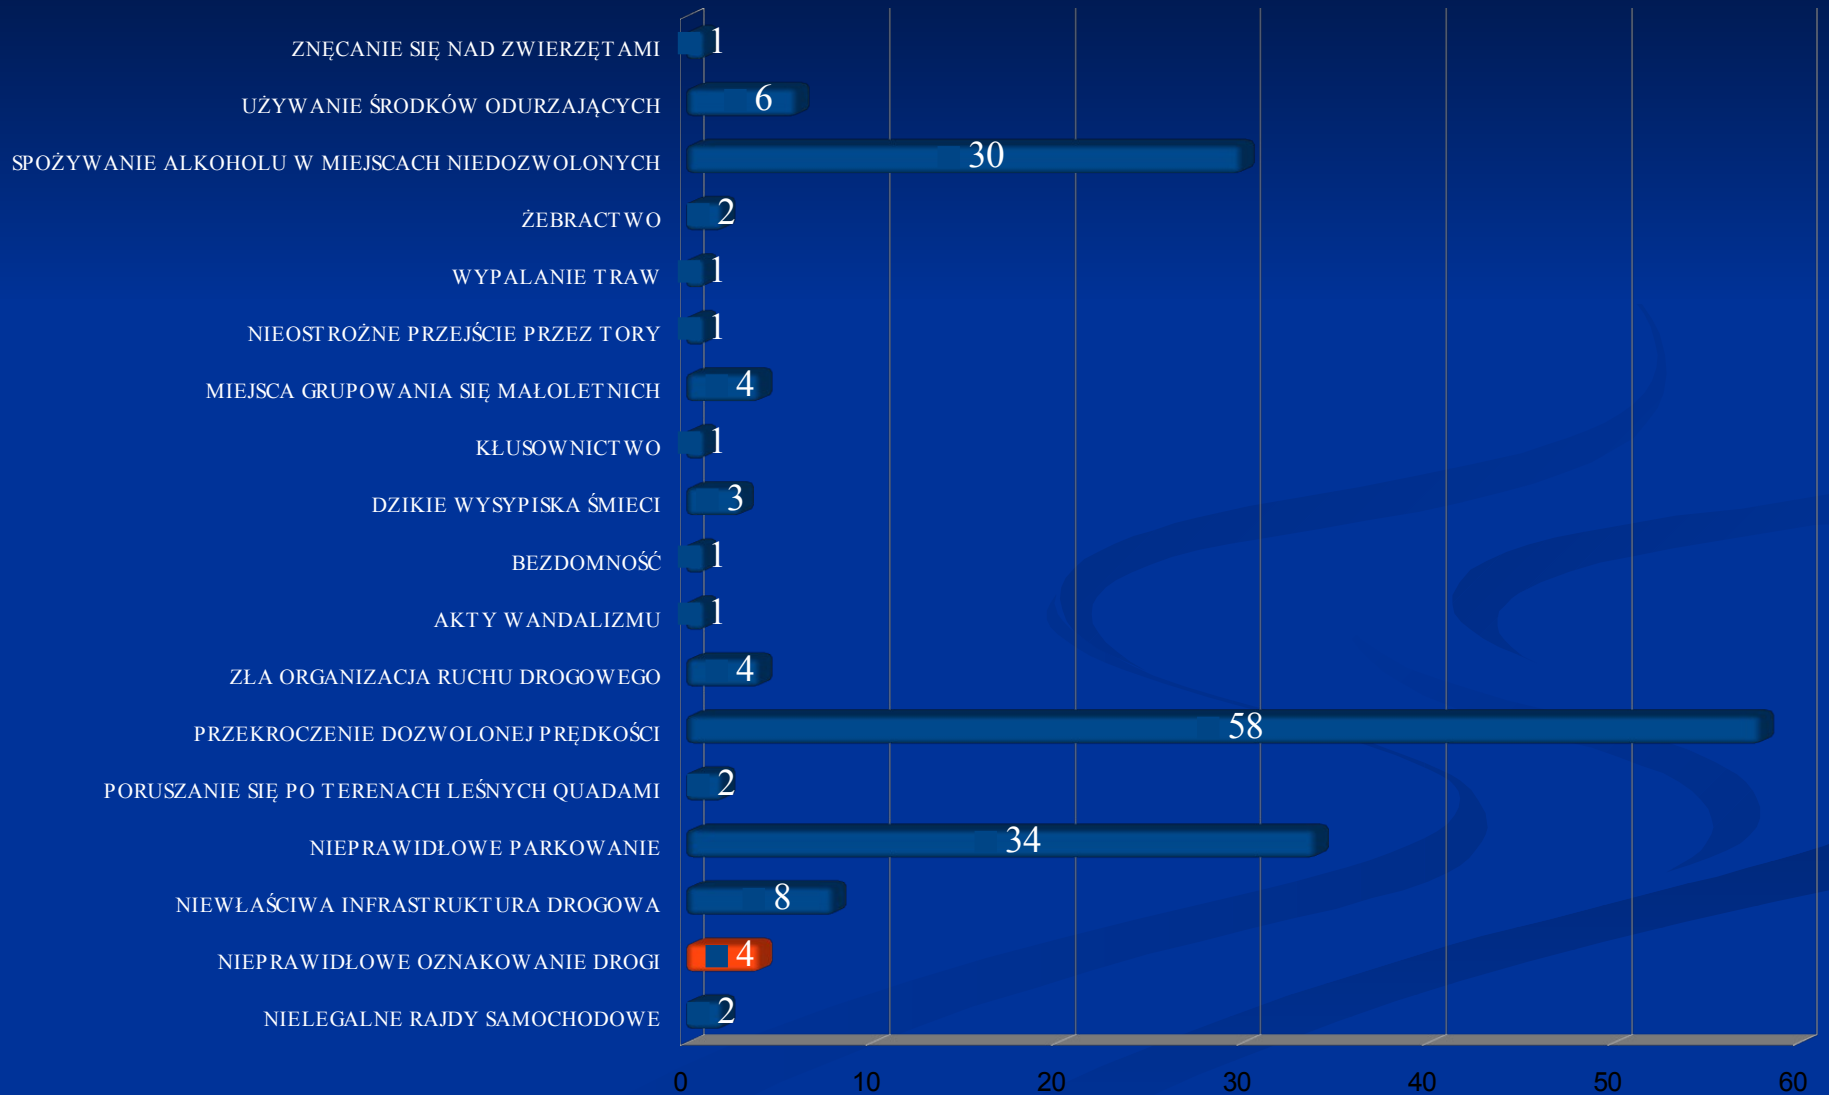 ZNĘCANIE SIĘ NAD ZWIERZĘTAMI 1
UŻYWANIE ŚRODKÓW ODURZAJĄCYCH 6
SPOŻYWANIE ALKOHOLU W MIEJSCACH NIEDOZWOLONYCH 30
ŻEBRACTWO 2
WYPALANIE TRAW 1
NIEOSTROŻNE PRZEJŚCIE PRZEZ TORY 1
MIEJSCA GRUPOWANIA SIĘ MAŁOLETNICH 4
KŁUSOWNICTWO 1
DZIKIE WYSYPISKA ŚMIECI 3
BEZDOMNOŚĆ 1
AKTY WANDALIZMU 1
ZŁA ORGANIZACJA RUCHU DROGOWEGO 4
PRZEKROCZENIE DOZWOLONEJ PRĘDKOŚCI 58
PORUSZANIE SIĘ PO TERENACH LEŚNYCH QUADAMI 2
NIEPRAWIDŁOWE PARKOWANIE 34
NIEWŁAŚCIWA INFRASTRUKTURA DROGOWA 8
NIEPRAWIDŁOWE OZNAKOWANIE DROGI 4
NIELEGALNE RAJDY SAMOCHODOWE 2
0 10 20 30 40 50 60